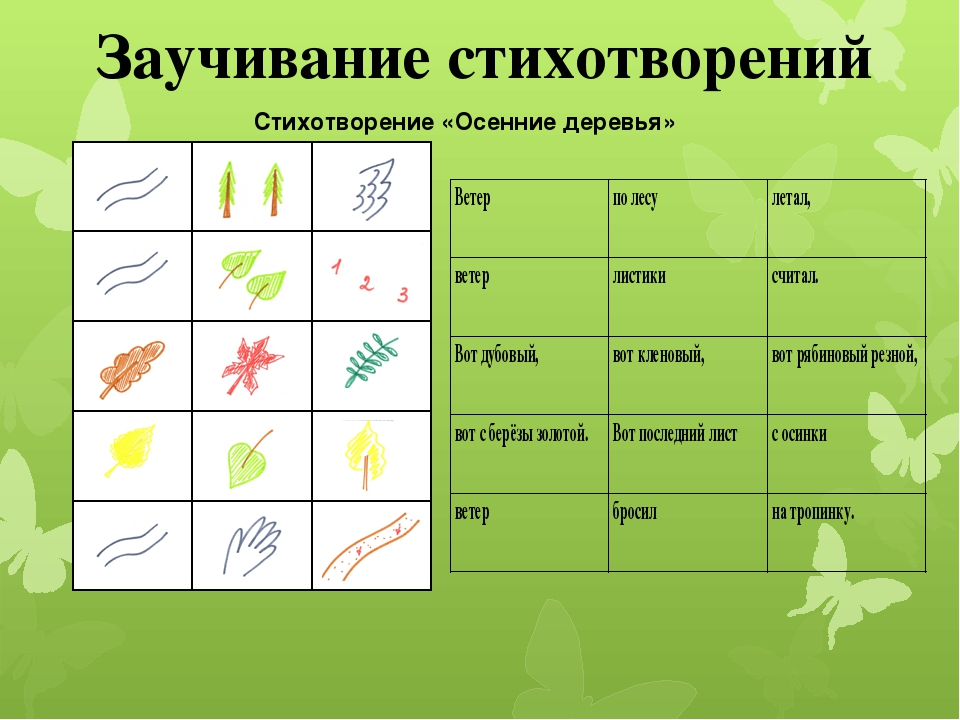 Заучивание стихотворений
Стихотворение «Осенние деревья»
1 2 3
Ветер по лесу летал,
ветер листики считал.
Вот дубовый, вот кленовый, вот рябиновый резной,
вот с берёзы золотой. Вот последний лист с осинки
ветер бросил на тропинку.